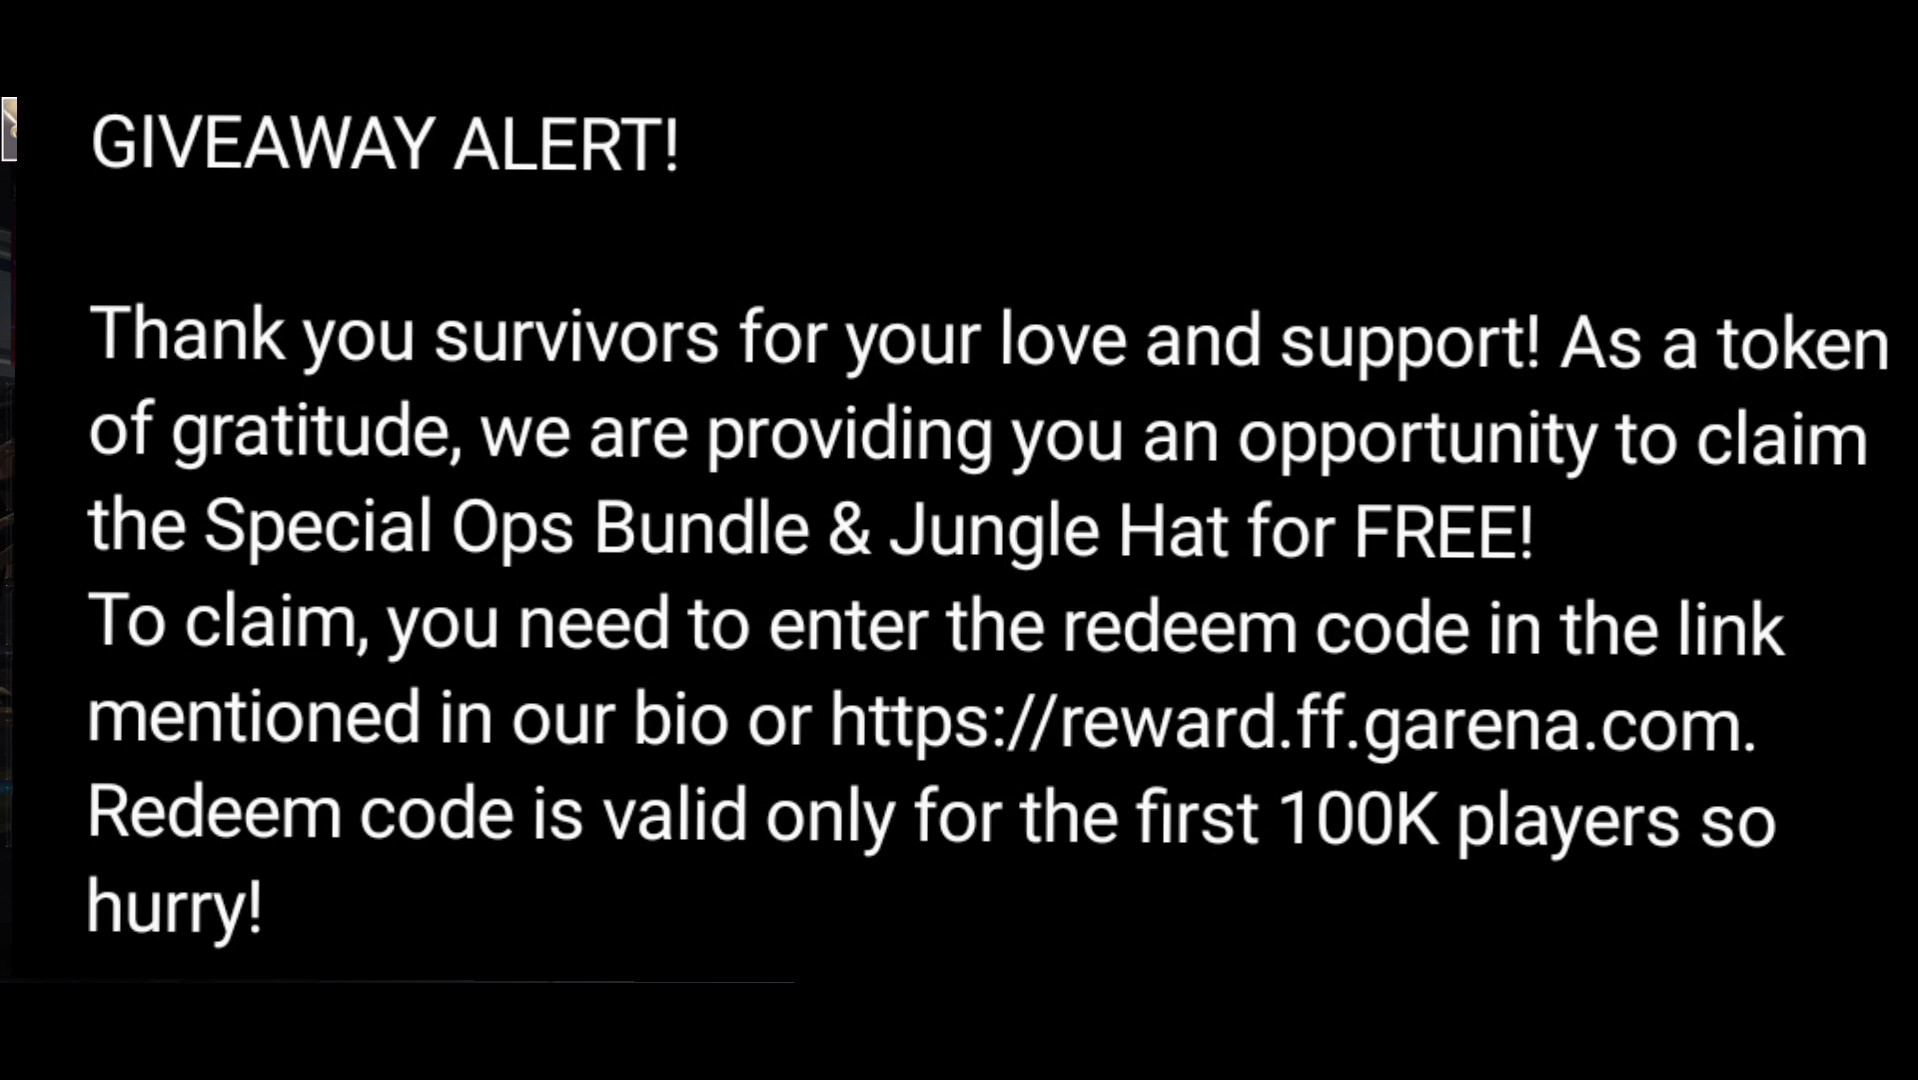 GIVEAWAY ALERT!
Thank you survivors for your love and support! As a token
of gratitude, we are providing you an opportunity to claim
the Special Ops Bundle & Jungle Hat for FREE!
To claim, you need to enter the redeem code in the link
mentioned in our bio or https://reward.ff.garena.com.
Redeem code is valid only for the first 100K players so
hurry!